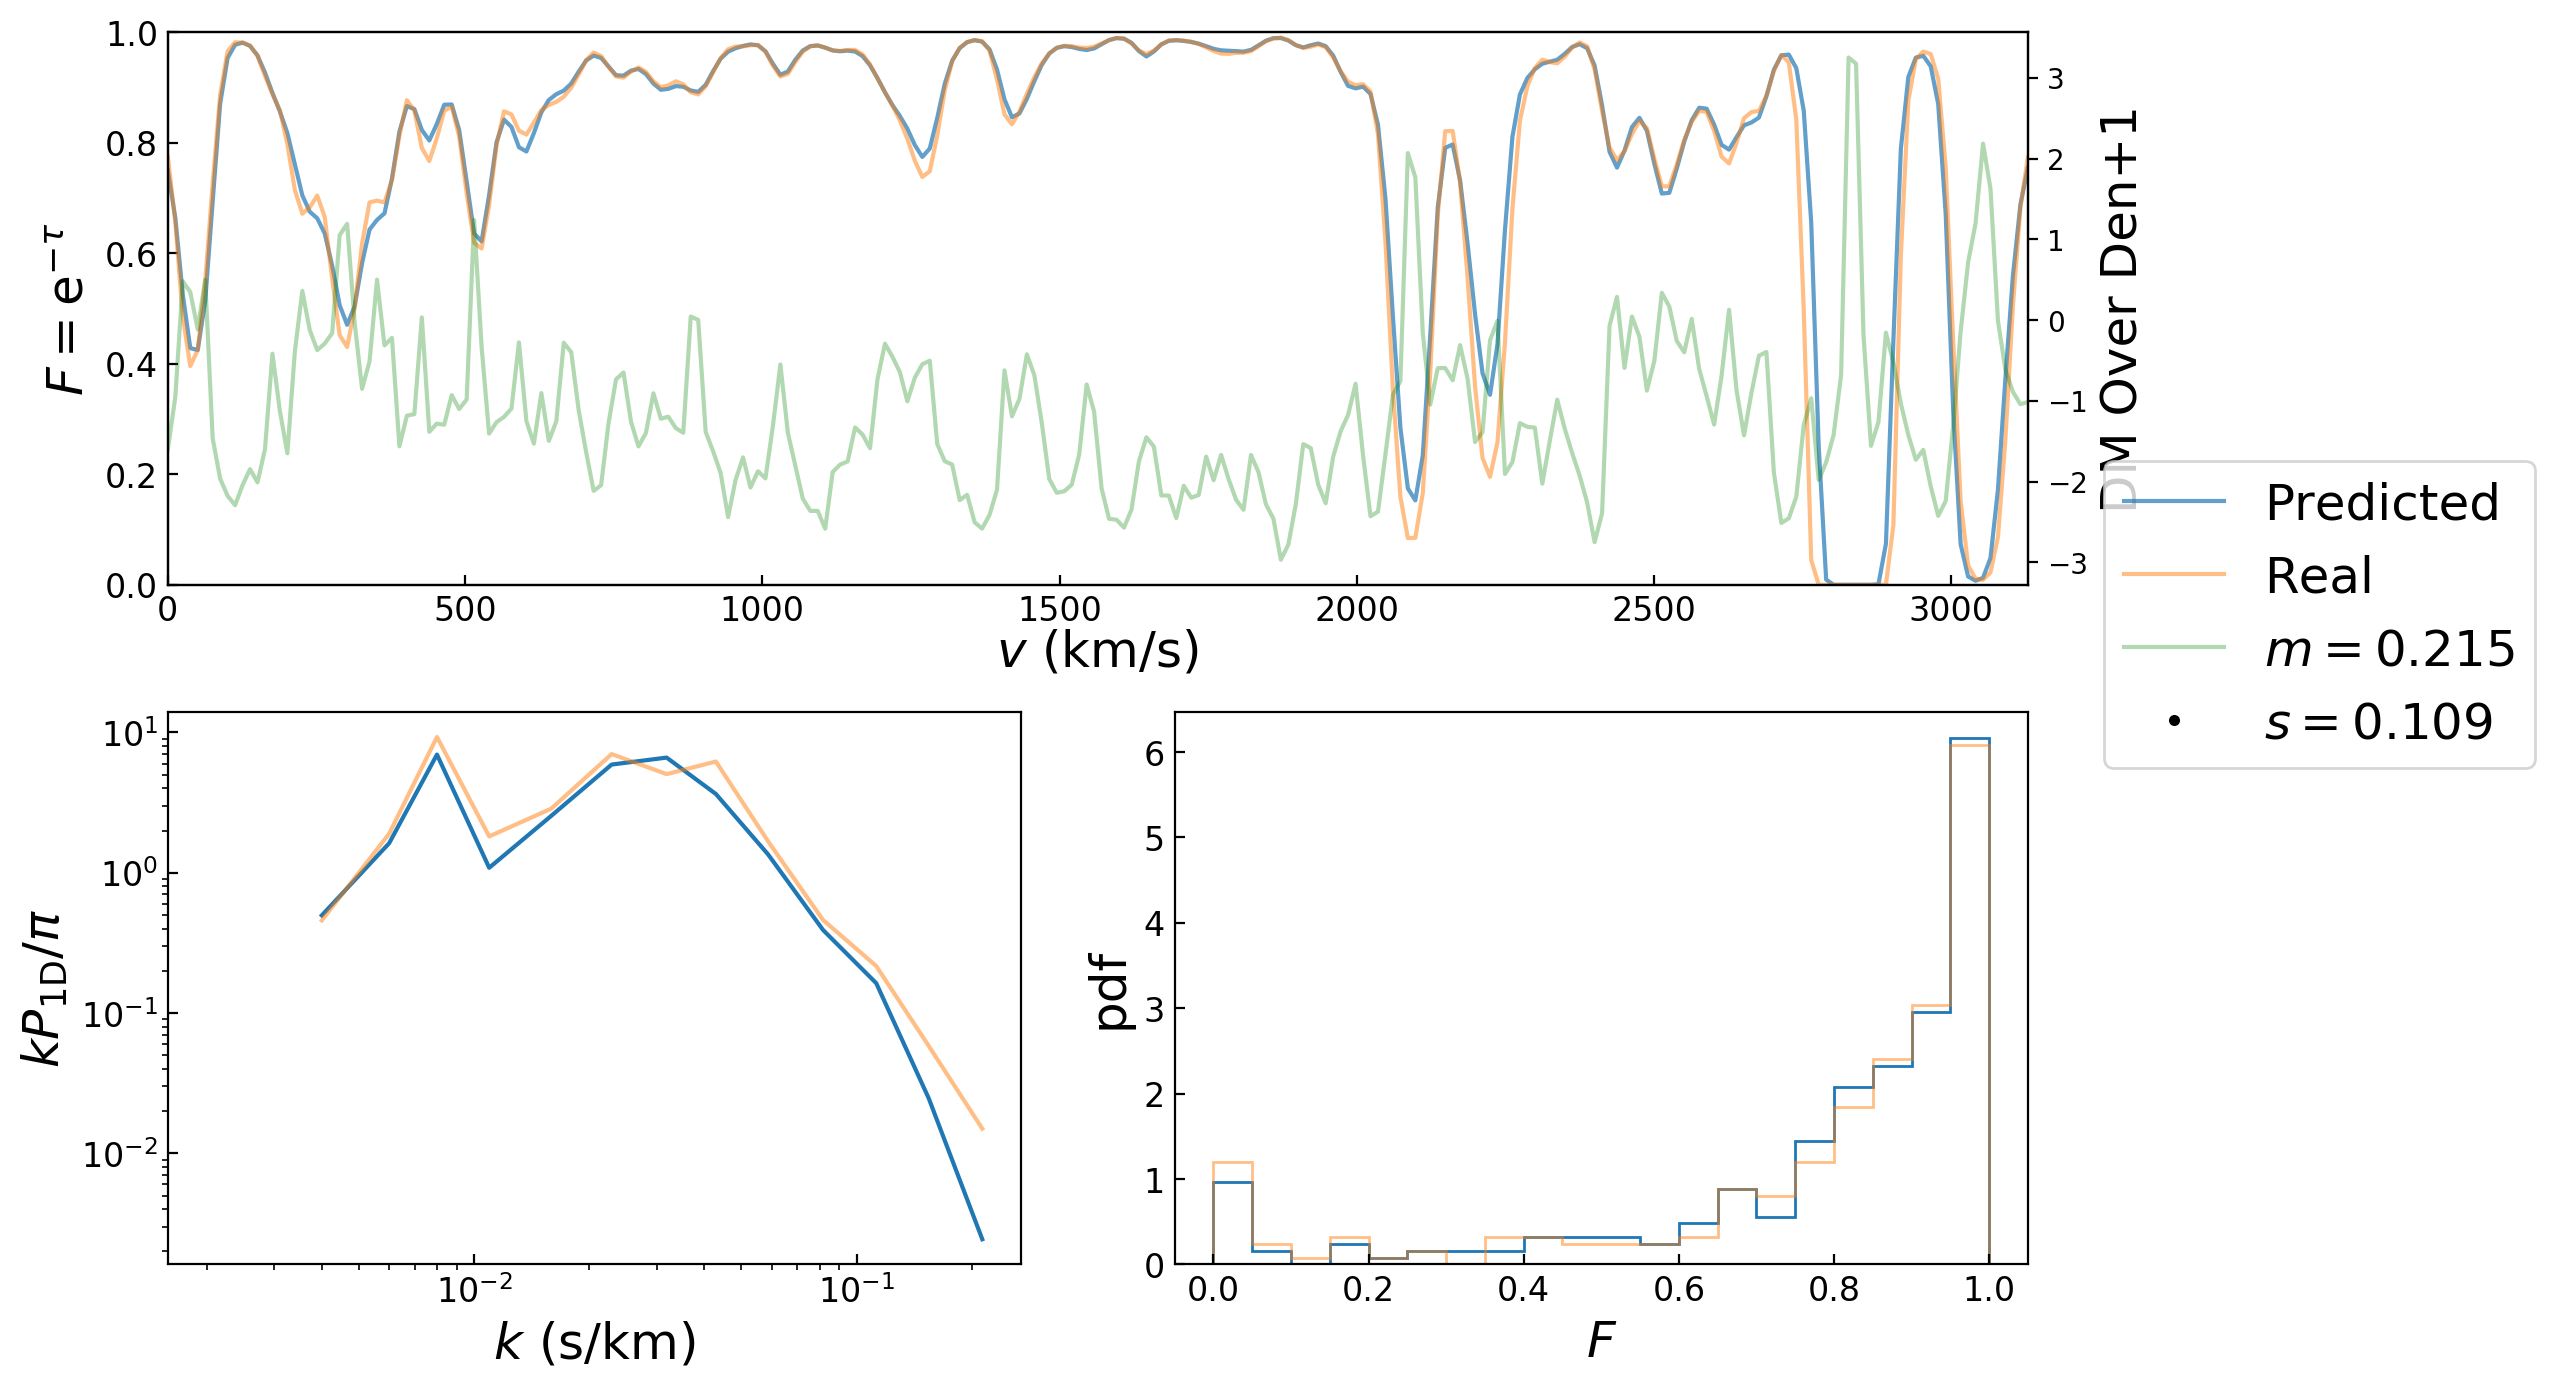 1.0
0.8
0.6
0.4
0.2
0.0
F = e^{−τ}
0 500 1000 1500 2000 2500 3000
v (km/s)
3
2
1
0
−1
−2
−3
DM Over Den+1
Predicted
Real
m = 0.215
s = 0.109
10^1
10^0
10^{−1}
10^{−2}
kP_{1D}/π
10^{−2} 10^{−1}
k (s/km)
6
5
4
3
2
1
0
pdf
0.0 0.2 0.4 0.6 0.8 1.0
F